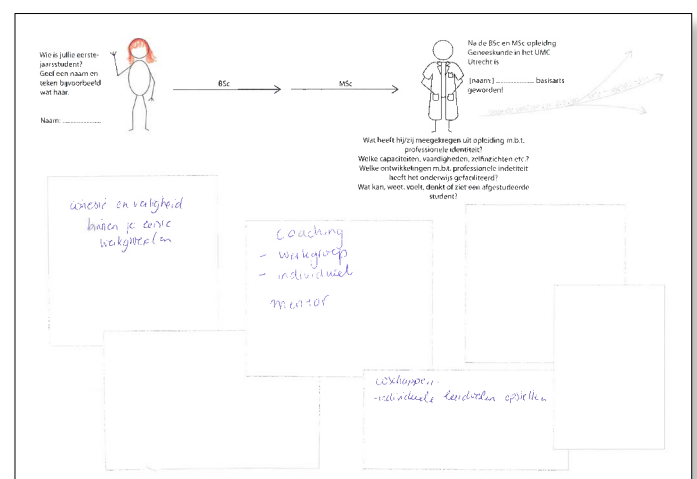 Wie is jullie eerste-
jaarsstudent?
Geef een naam en
teken bijvoorbeeld
wat haar.
Naam: ....................
BSc
MSc
Na de BSc en MSc opleiding
Geneeskunde in het UMC
Utrecht is
[naam:] .................... basisarts
geworden!
Wat heeft hij/zij meegekregen uit opleiding m.b.t.
professionele identiteit?
Welke capaciteiten, vaardigheden, zelfinzichten etc.?
Welke ontwikkelingen m.b.t. professionele indetiteit
heeft het onderwijs gefaciliteerd?
Wat kan, weet, voelt, denkt of ziet een afgestudeerde
student?
cohesie en veiligheid
binnen je eerste
werkgroepen
Coaching
- werkgroep
- individueel
mentor
coschappen:
-individuele leerdoelen opstellen